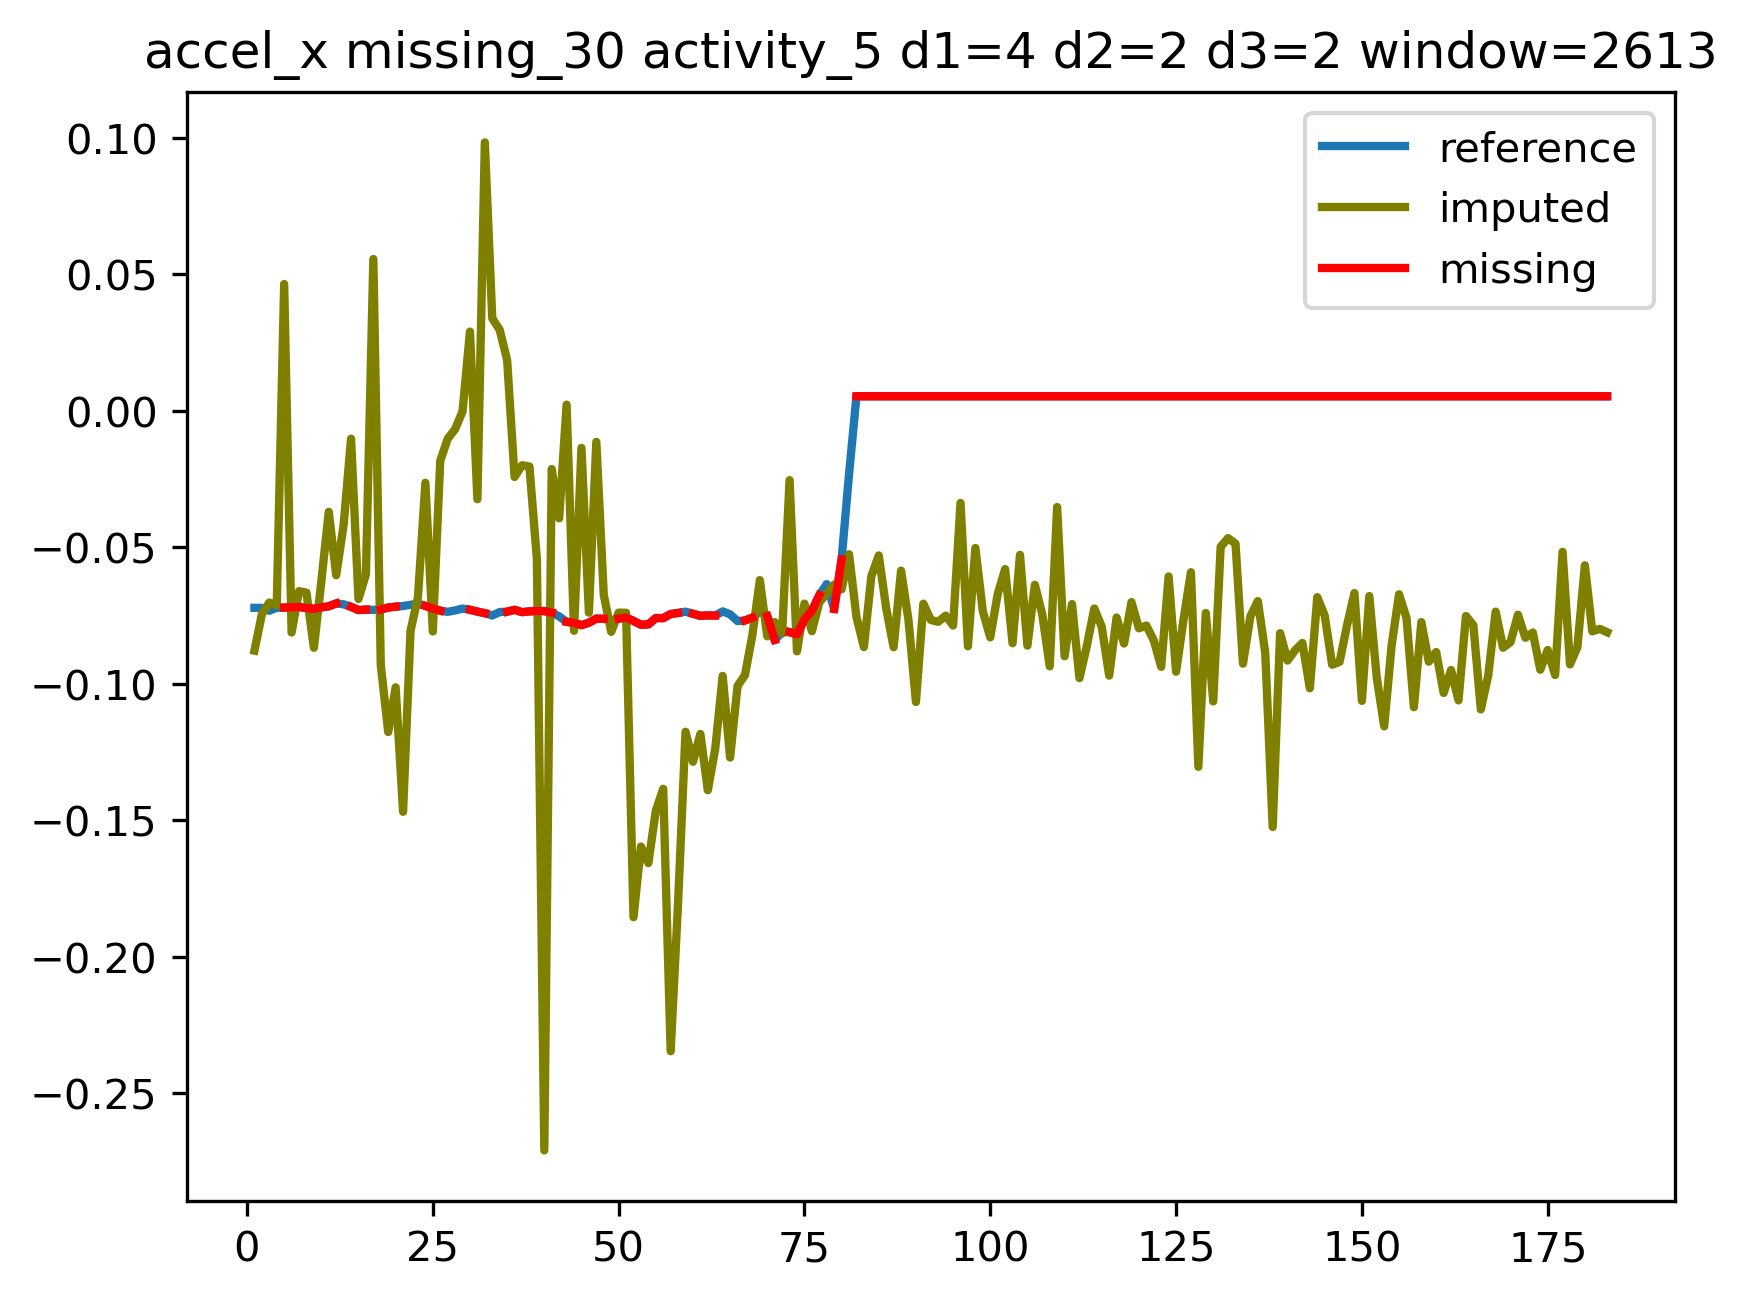 accel_x missing_30 activity_5 d1=4 d2=2 d3=2 window=2613
reference
imputed
missing
0.10
0.05
0.00
−0.05
−0.10
−0.15
−0.20
−0.25
0 25 50 75 100 125 150 175